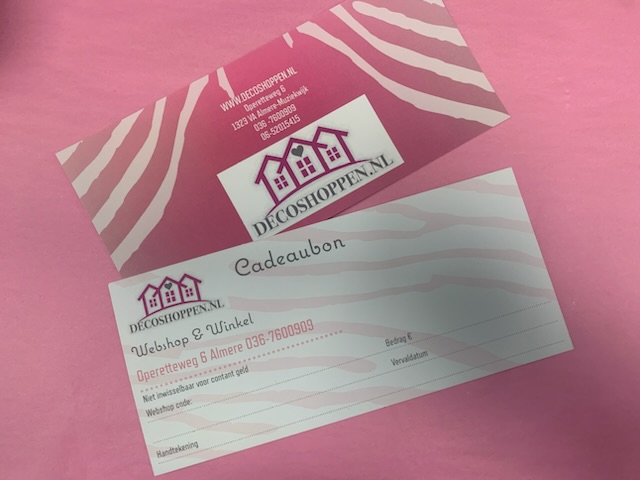 WWW.DECOSHOPPEN.NL
Operetteweg 6
1323 VA Almere-Muziekwijk
036 -7600909
06-52015415
DECOSHOPPEN.NL
Cadeaubon
DECOSHOPPEN.NL
Webshop & Winkel
Operetteweg 6 Almere 036-7600909
Niet inwisselbaar voor contant geld
Bedrag €
Webshop code:
Vervaldatum
Handtekening